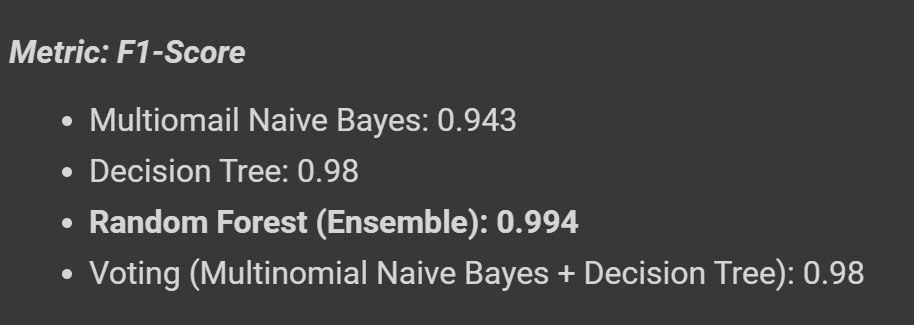 Metric: F1-Score
• Multiomail Naive Bayes: 0.943
• Decision Tree: 0.98
• Random Forest (Ensemble): 0.994
• Voting (Multinomial Naive Bayes + Decision Tree): 0.98